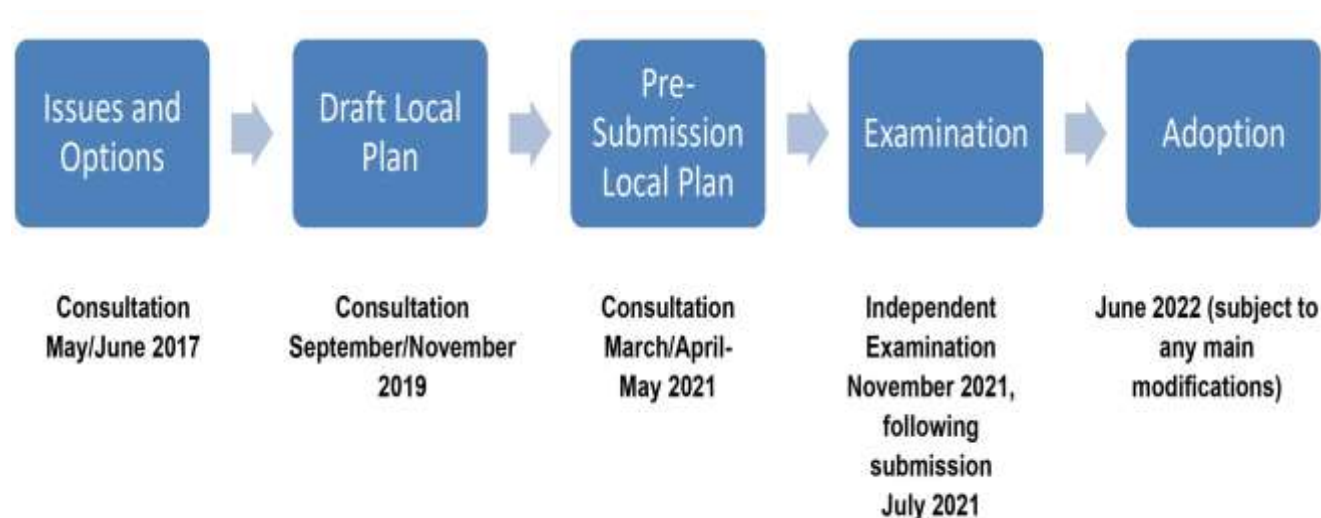 Issues and
Options
Draft Local
Plan
Pre-
Submission
Local Plan
Examination
Adoption
Consultation
May/June 2017
Consultation
September/November
2019
Consultation
March/April-
May 2021
Independent
Examination
November 2021,
following
submission
July 2021
June 2022 (subject to
any main
modifications)